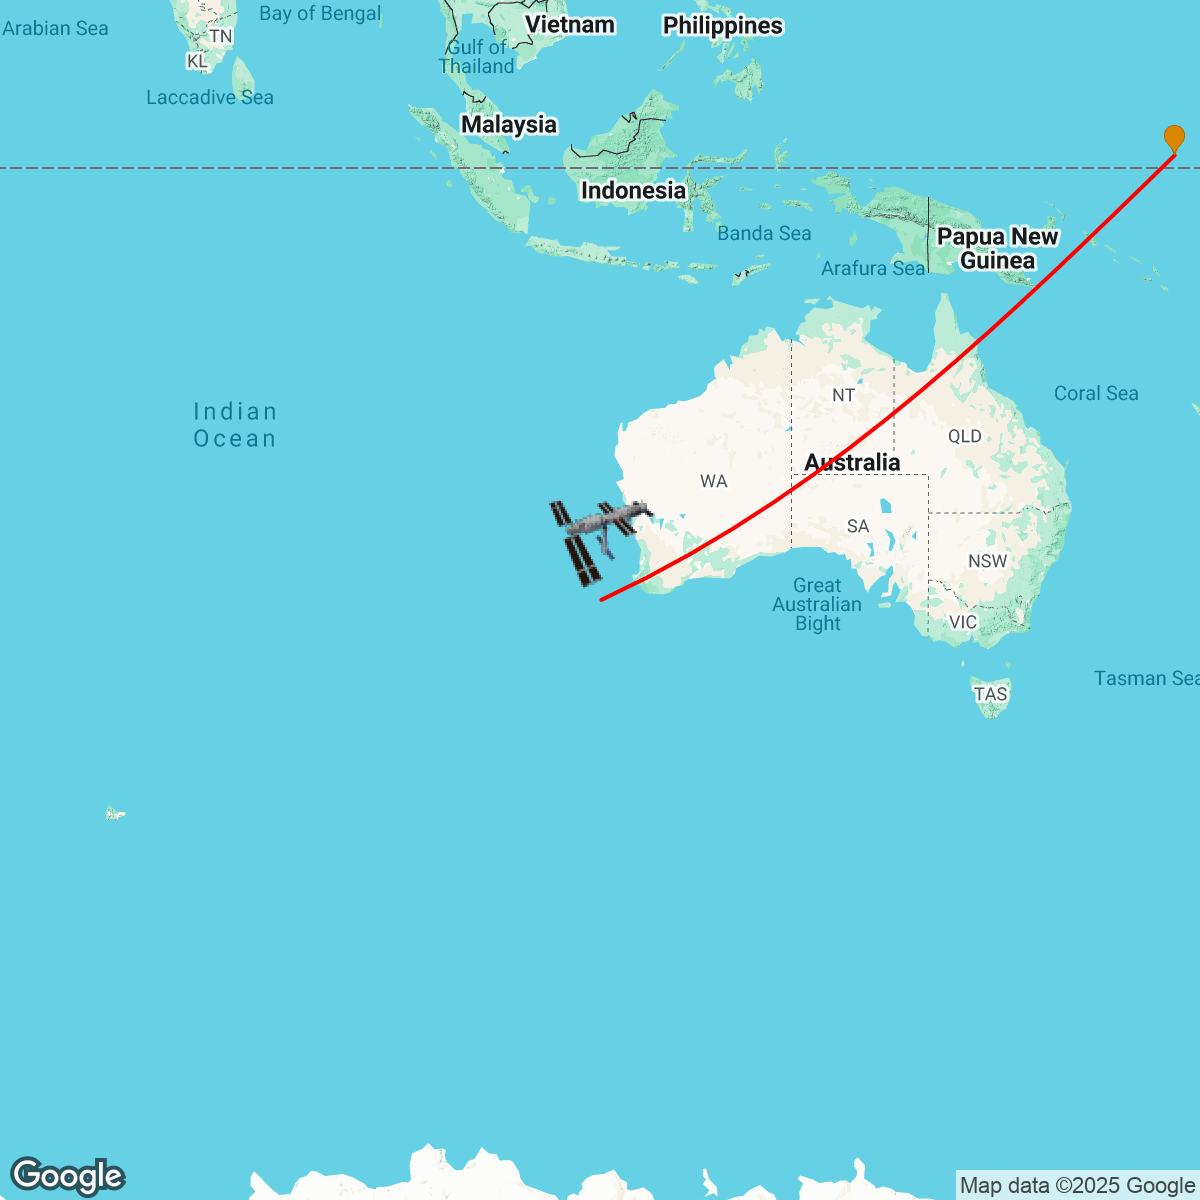 Arabian Sea
Bay of Bengal
Vietnam
Philippines
TN
KL
Gulf of
Thailand
Laccadive Sea
Malaysia
Indonesia
Banda Sea
Papua New
Guinea
Arafura Sea
Indian
Ocean
NT
Coral Sea
QLD
Australia
WA
SA
NSW
Great
Australian
Bight
VIC
Tasman Sea
TAS
Google
Map data ©2025 Google